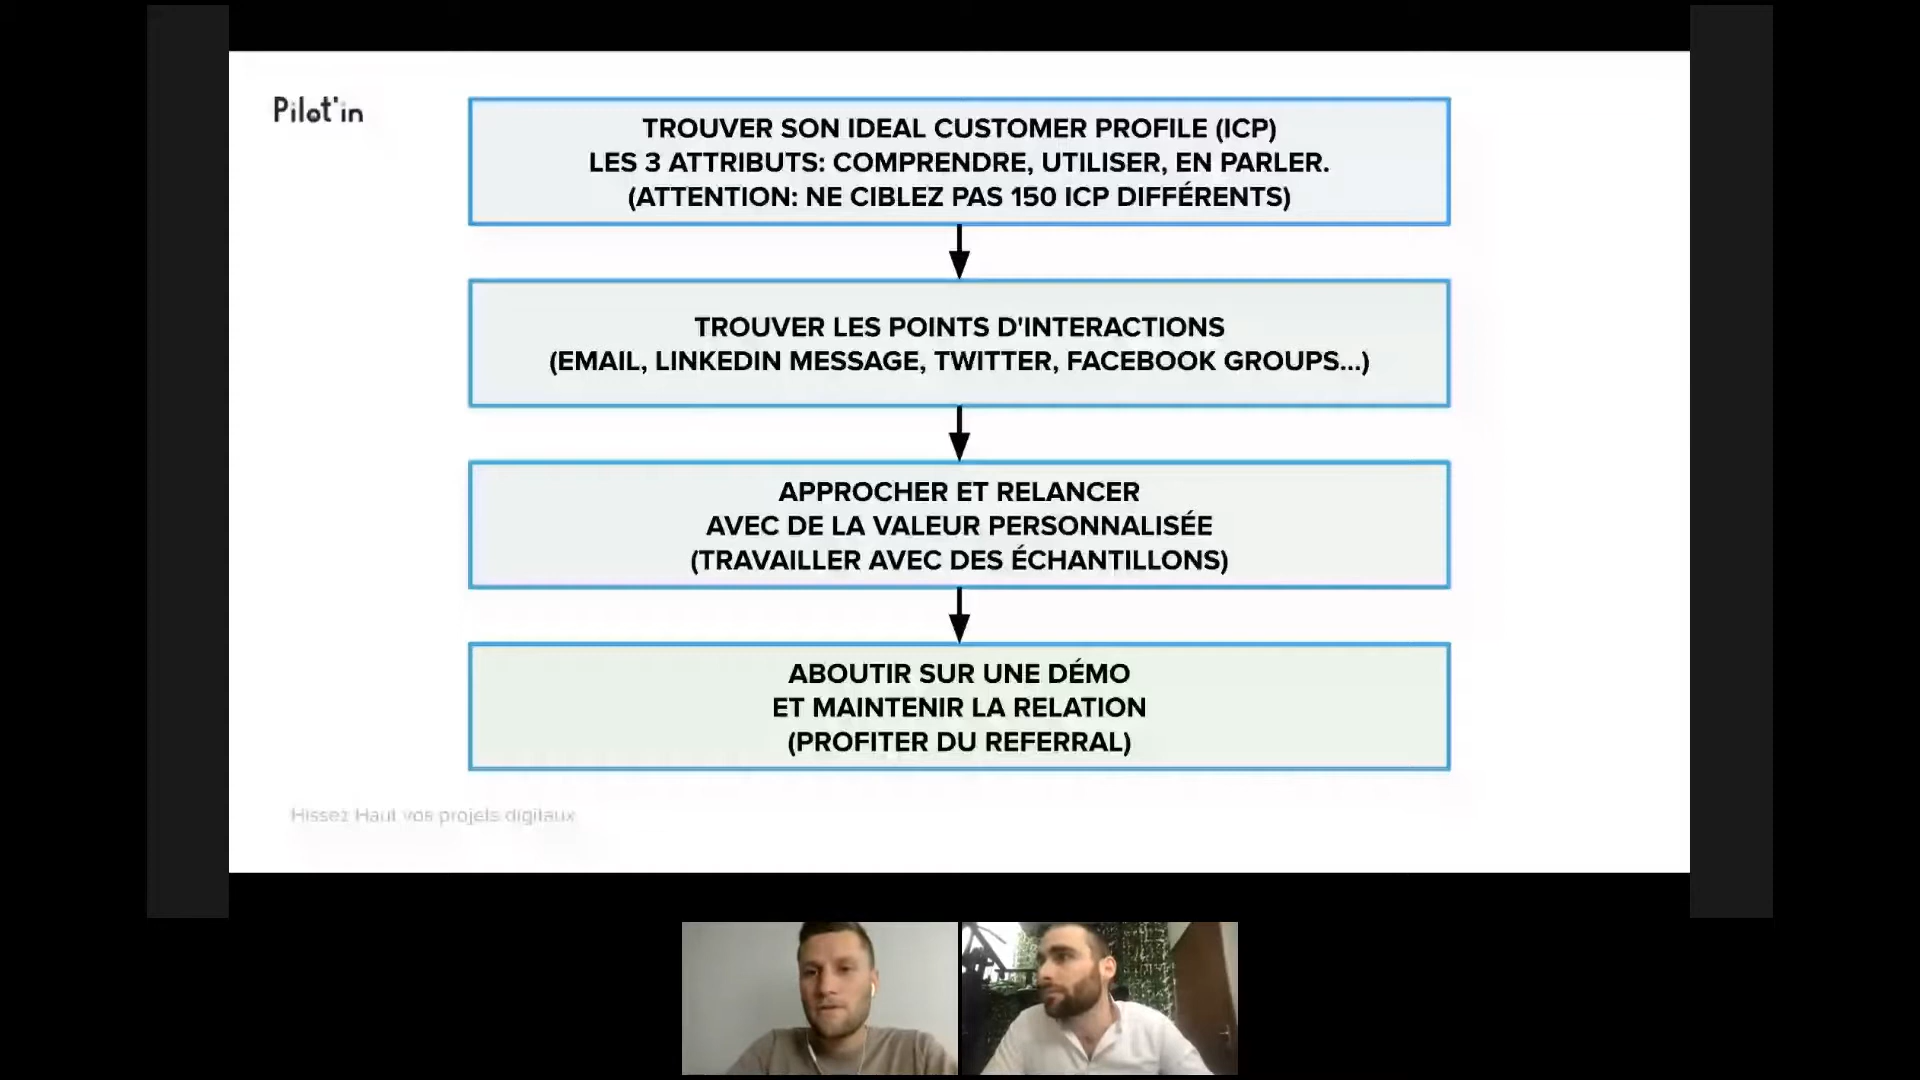 Pilot'in
TROUVER SON IDEAL CUSTOMER PROFILE (ICP)
LES 3 ATTRIBUTS: COMPRENDRE, UTILISER, EN PARLER.
(ATTENTION: NE CIBLEZ PAS 150 ICP DIFFÉRENTS)
TROUVER LES POINTS D'INTERACTIONS
(EMAIL, LINKEDIN MESSAGE, TWITTER, FACEBOOK GROUPS...)
APPROCHER ET RELANCER
AVEC DE LA VALEUR PERSONNALISÉE
(TRAVAILLER AVEC DES ÉCHANTILLONS)
ABOUTIR SUR UNE DÉMO
ET MAINTENIR LA RELATION
(PROFITER DU REFERRAL)
Hissez Haut vos projets digitaux